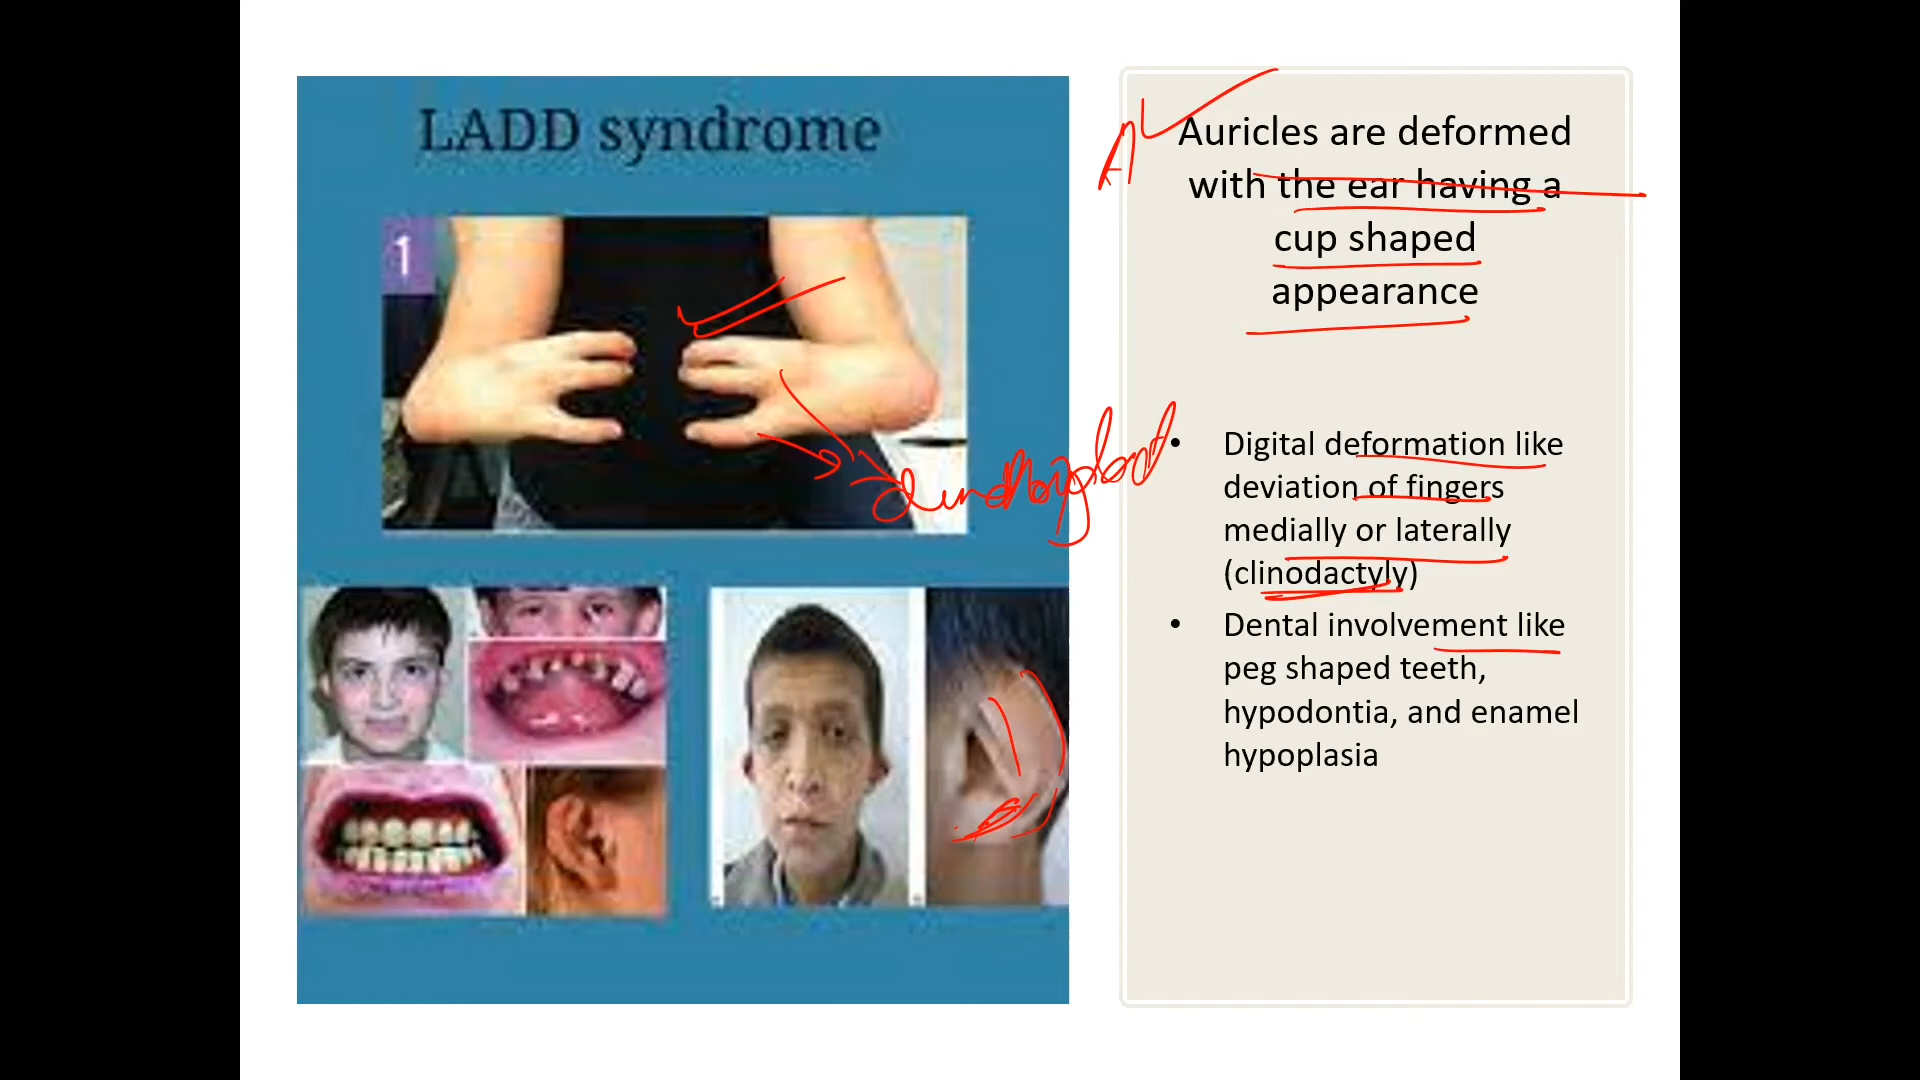 LADD syndrome
1
A
Auricles are deformed
with the ear having a
cup shaped
appearance
• Digital deformation like
deviation of fingers
medially or laterally
(clinodactyly)
• Dental involvement like
peg shaped teeth,
hypodontia, and enamel
hypoplasia